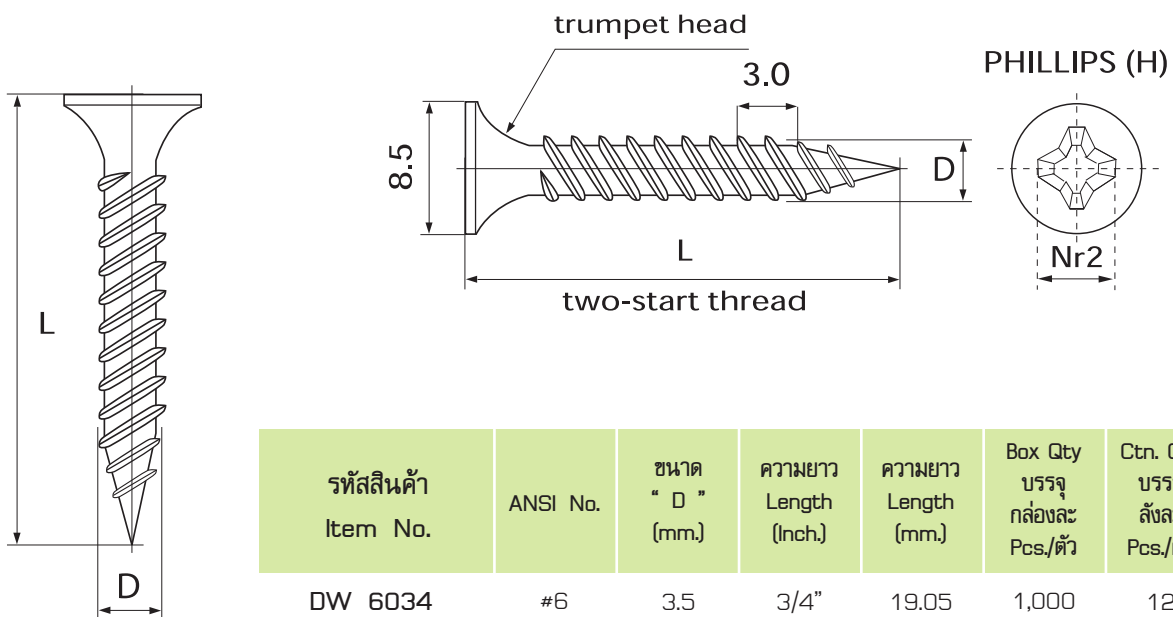 trumpet head
3.0
PHILLIPS (H)
8.5
D
L
Nr2
two-start thread
L
D
รหัสสินค้า
Item No.
ANSI No.
ขนาด
“ D ”
(mm.)
ความยาว
Length
(Inch.)
ความยาว
Length
(mm.)
Box Qty
บรรจุ
กล่องละ
Pcs./ตัว
Ctn.
DW 6034 #6 3.5 3/4” 19.05 1,000